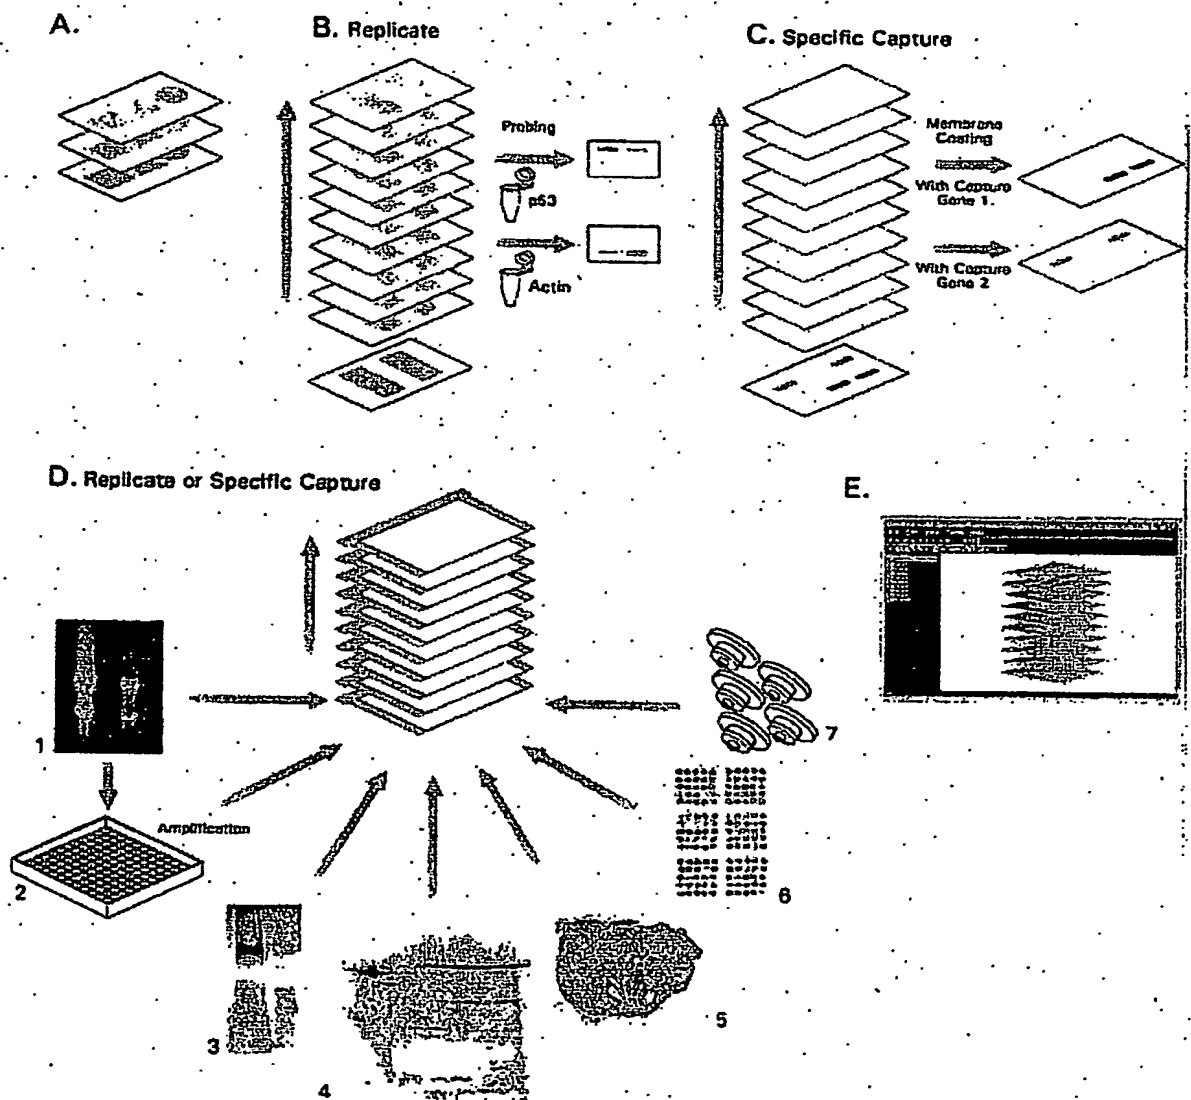 A.
B. Replicate
Probing
p53
Actin
C. Specific Capture
Membrane
Coating
With Capture
Gene 1.
With Capture
Gene 2
D. Replicate or Specific Capture
E.
1
Amplification
2
3
4
5
6
7